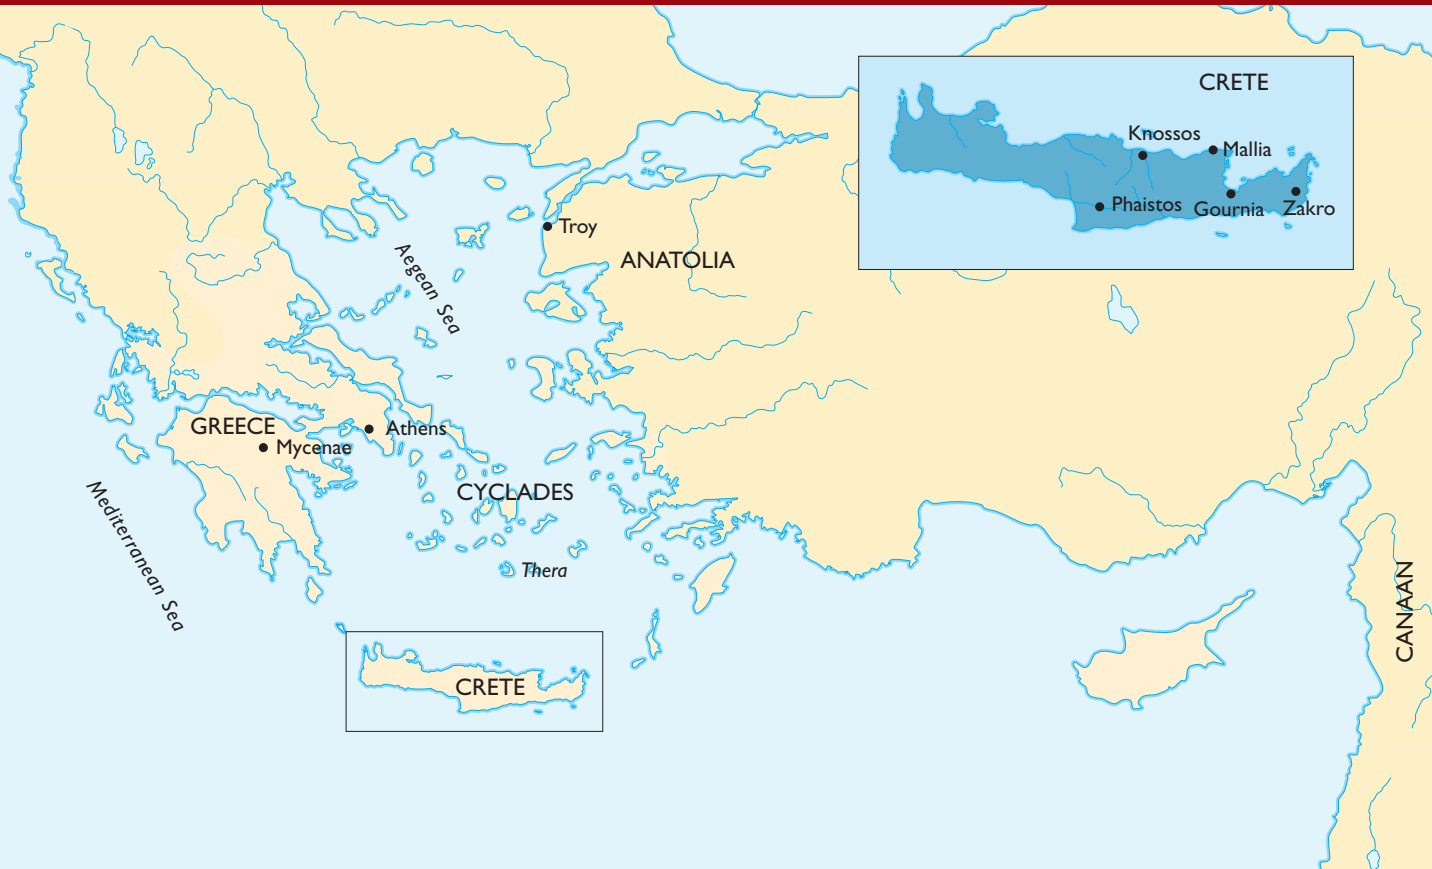 CRETE
Knossos
Mallia
Phaistos
Gournia
Zakro
Troy
Aegean Sea
ANATOLIA
GREECE
Athens
Mycenae
CYCLADES
Mediterranean Sea
Thera
CANAAN
CRETE